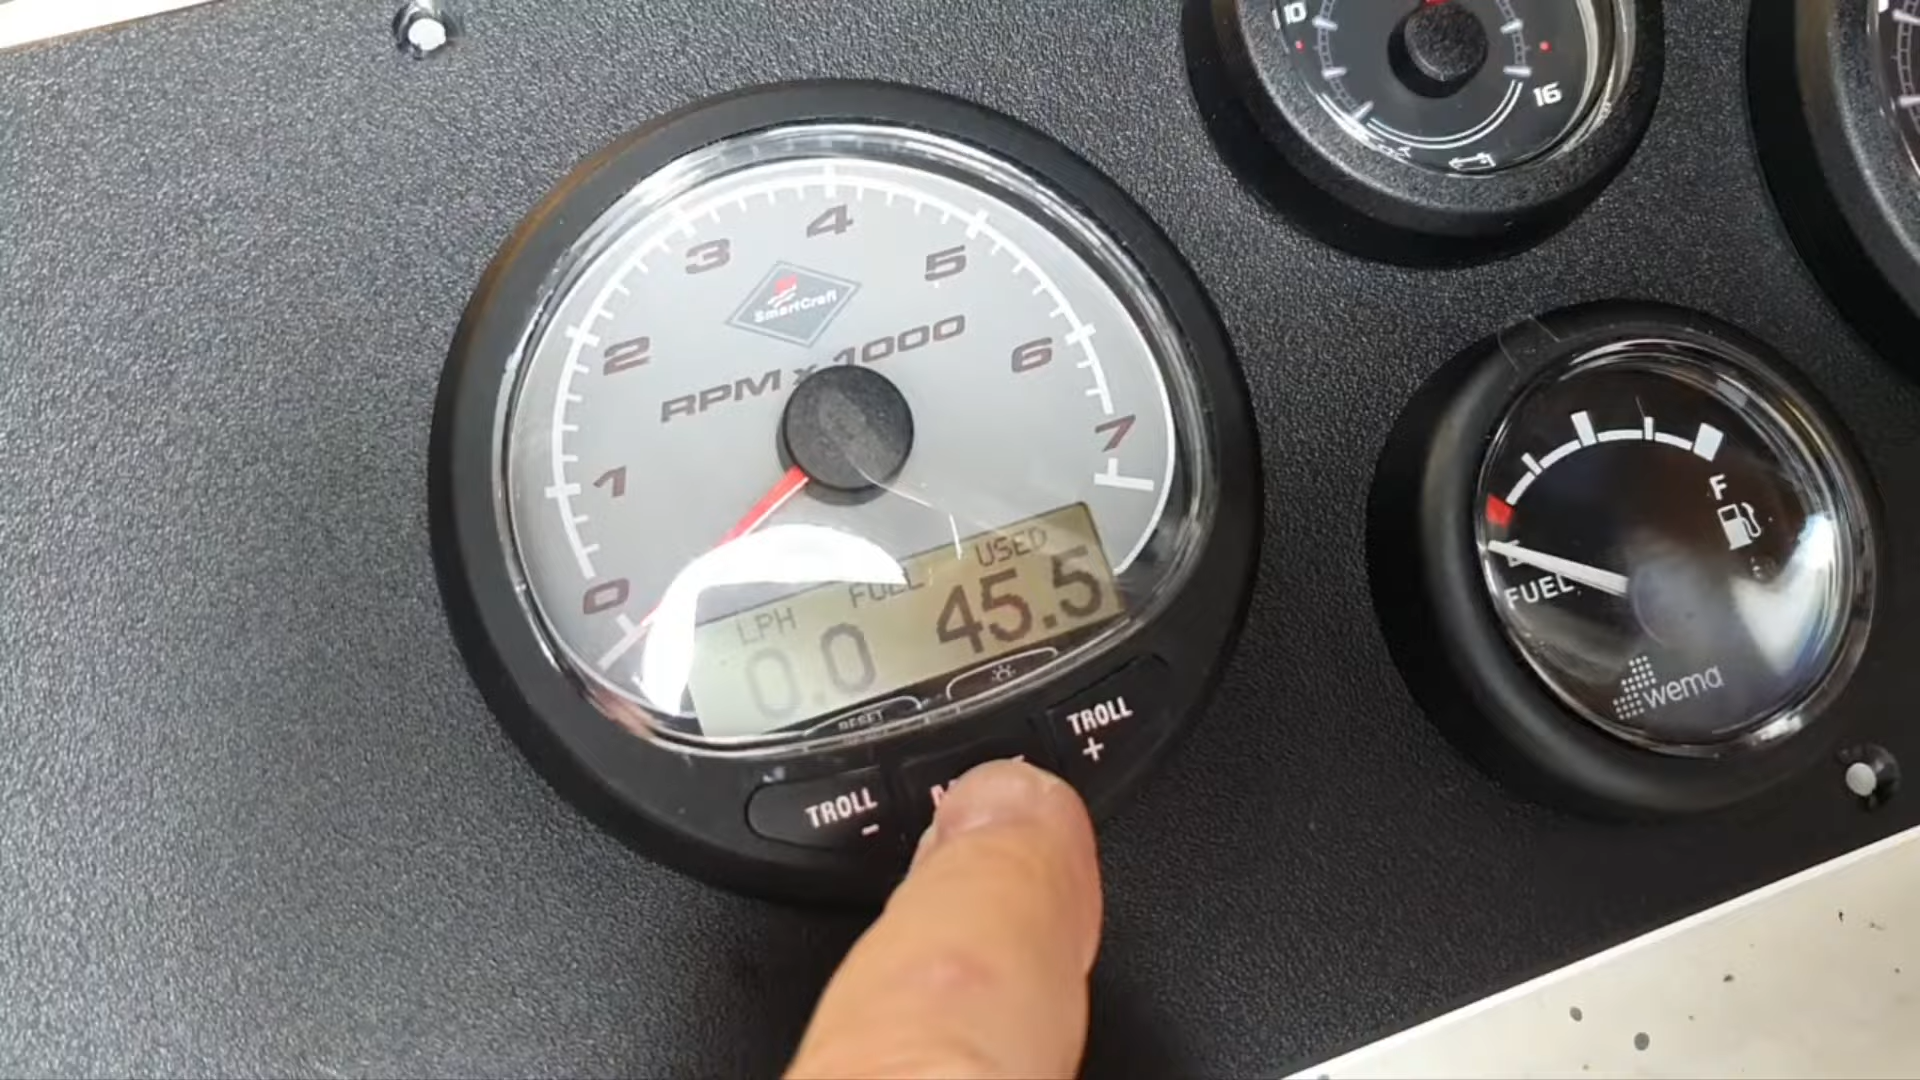 10
16
4
3
5
SmartCraft
2
RPM x 1000
6
7
1
0
FUEL USED
LPH
0.0 45.5
RESET
TROLL
+
TROLL
-
F
E
FUEL
wema